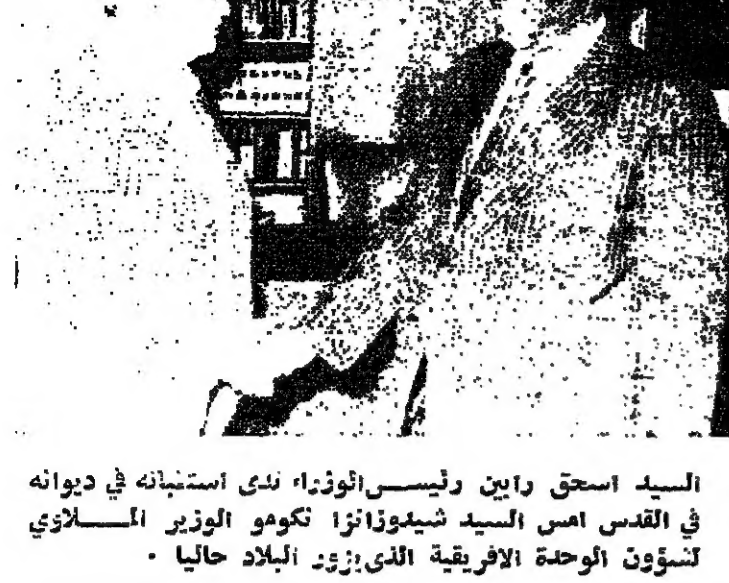 السيد اسحق رابين رئيس الوزراء لدى استقباله في ديوانه
في القدس امس السيد شيدوزانزا نكومو الوزير الملاوي
لشؤون الوحدة الافريقية الذي يزور البلاد حاليا .